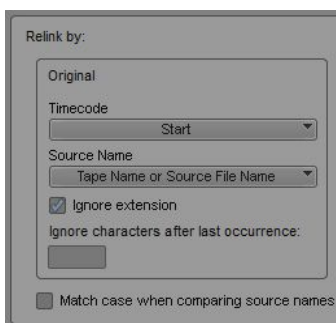 Relink by:
Original
Timecode
Start
Source Name
Tape Name or Source File Name
Ignore extension
Ignore characters after last occurrence:
Match case when comparing source names